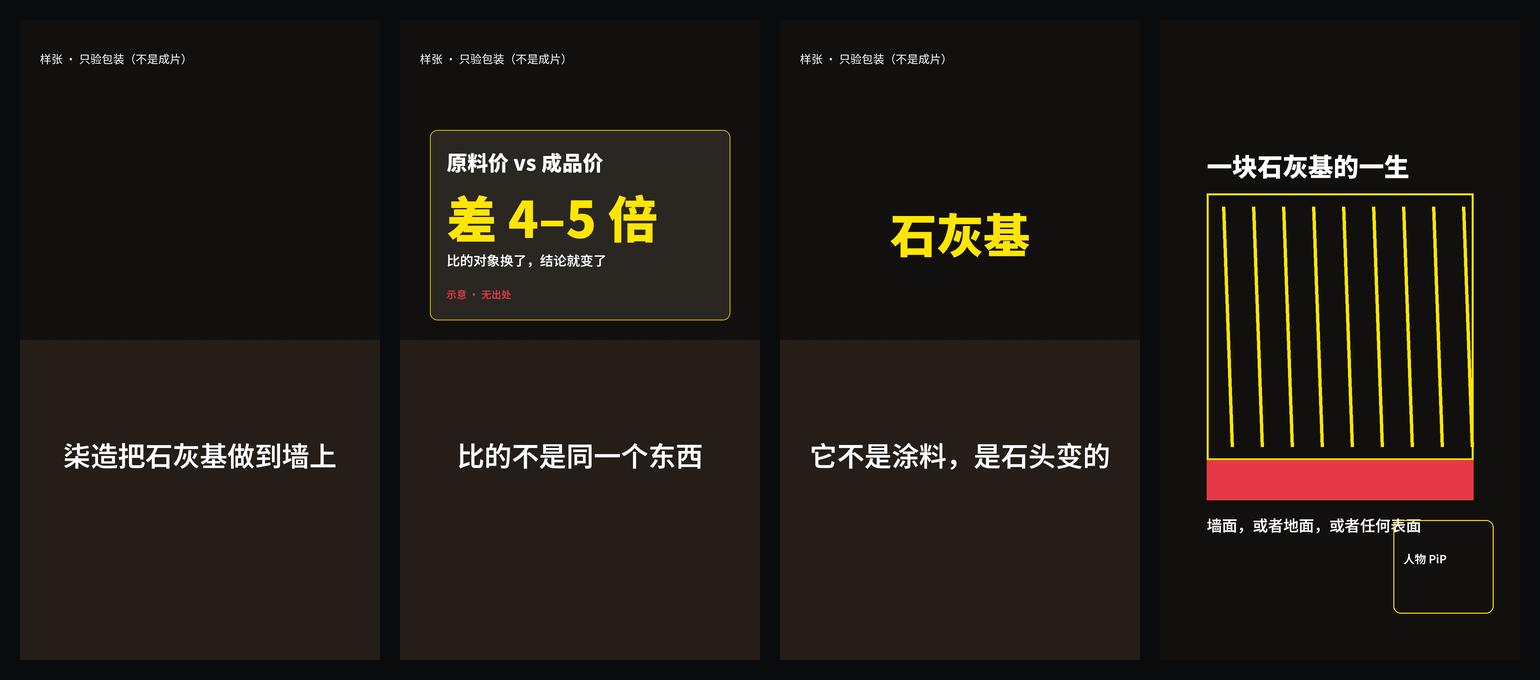 样张 · 只验包装（不是成片）
柒造把石灰基做到墙上
样张 · 只验包装（不是成片）
原料价 vs 成品价
差 4–5 倍
比的对象换了，结论就变了
示意 · 无出处
比的不是同一个东西
样张 · 只验包装（不是成片）
石灰基
它不是涂料，是石头变的
一块石灰基的一生
墙面，或者地面，或者任何表面
人物 PiP